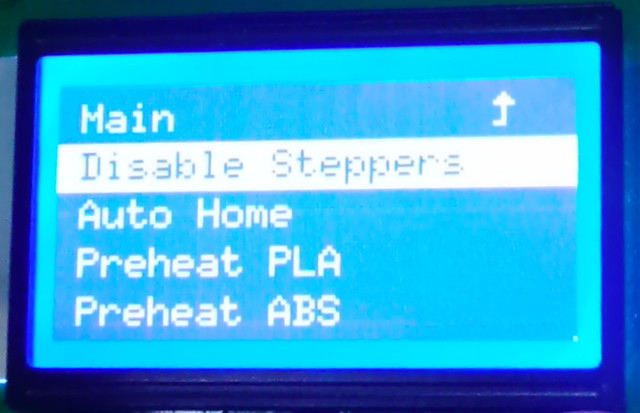 Main ↑
Disable Steppers
Auto Home
Preheat PLA
Preheat ABS